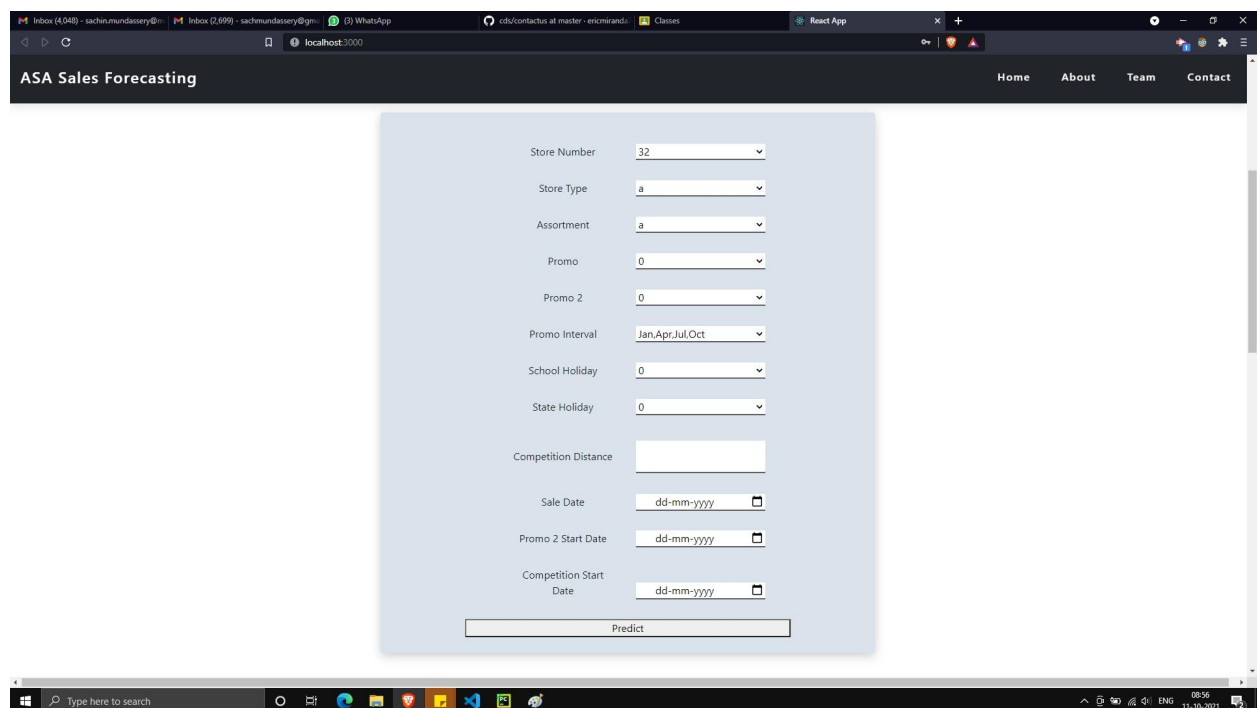 Inbox (4,048) - sachin.mundassery@m
Inbox (2,699) - sachmundassery@gma
(3) WhatsApp
cds/contactus at master · ericmiranda
Classes
React App
localhost:3000
ASA Sales Forecasting
Home About Team Contact
Store Number 32
Store Type a
Assortment a
Promo 0
Promo 2 0
Promo Interval Jan,Apr,Jul,Oct
School Holiday 0
State Holiday 0
Competition Distance
Sale Date dd-mm-yyyy
Promo 2 Start Date dd-mm-yyyy
Competition Start
Date dd-mm-yyyy
Predict
Type here to search
ENG
08:56
11-10-2021